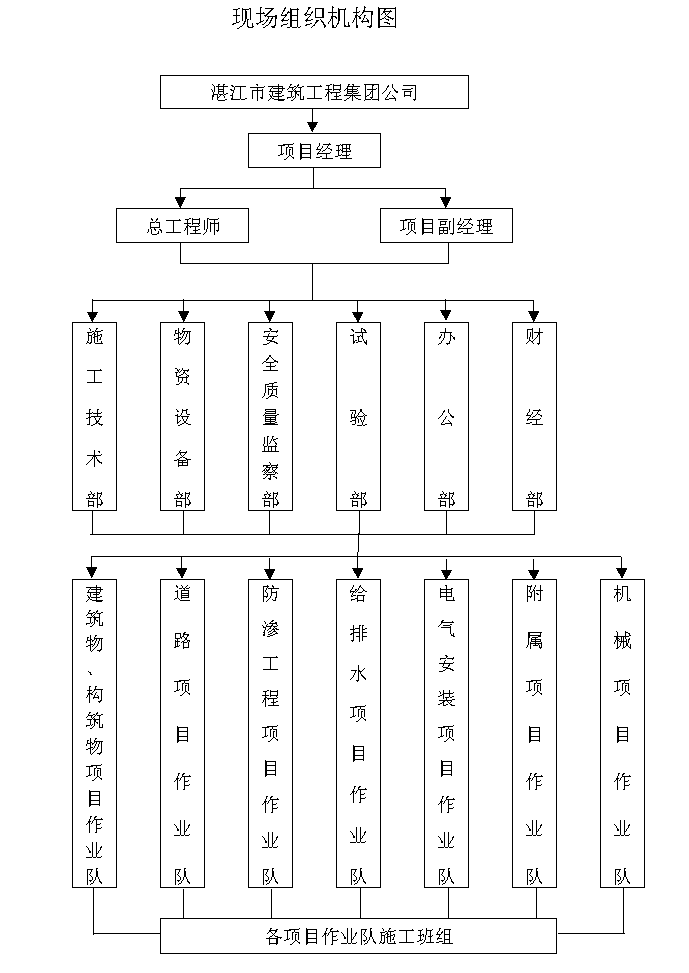 现场组织机构图
湛江市建筑工程集团公司
项目经理
总工程师
项目副经理
施工技术部
物资设备部
安全质量监察部
试验部
办公部
财经部
建筑物、构筑物项目作业队
道路项目作业队
防渗工程项目作业队
给排水项目作业队
电气安装项目作业队
附属项目作业队
机械项目作业队
各项目作业队施工班组